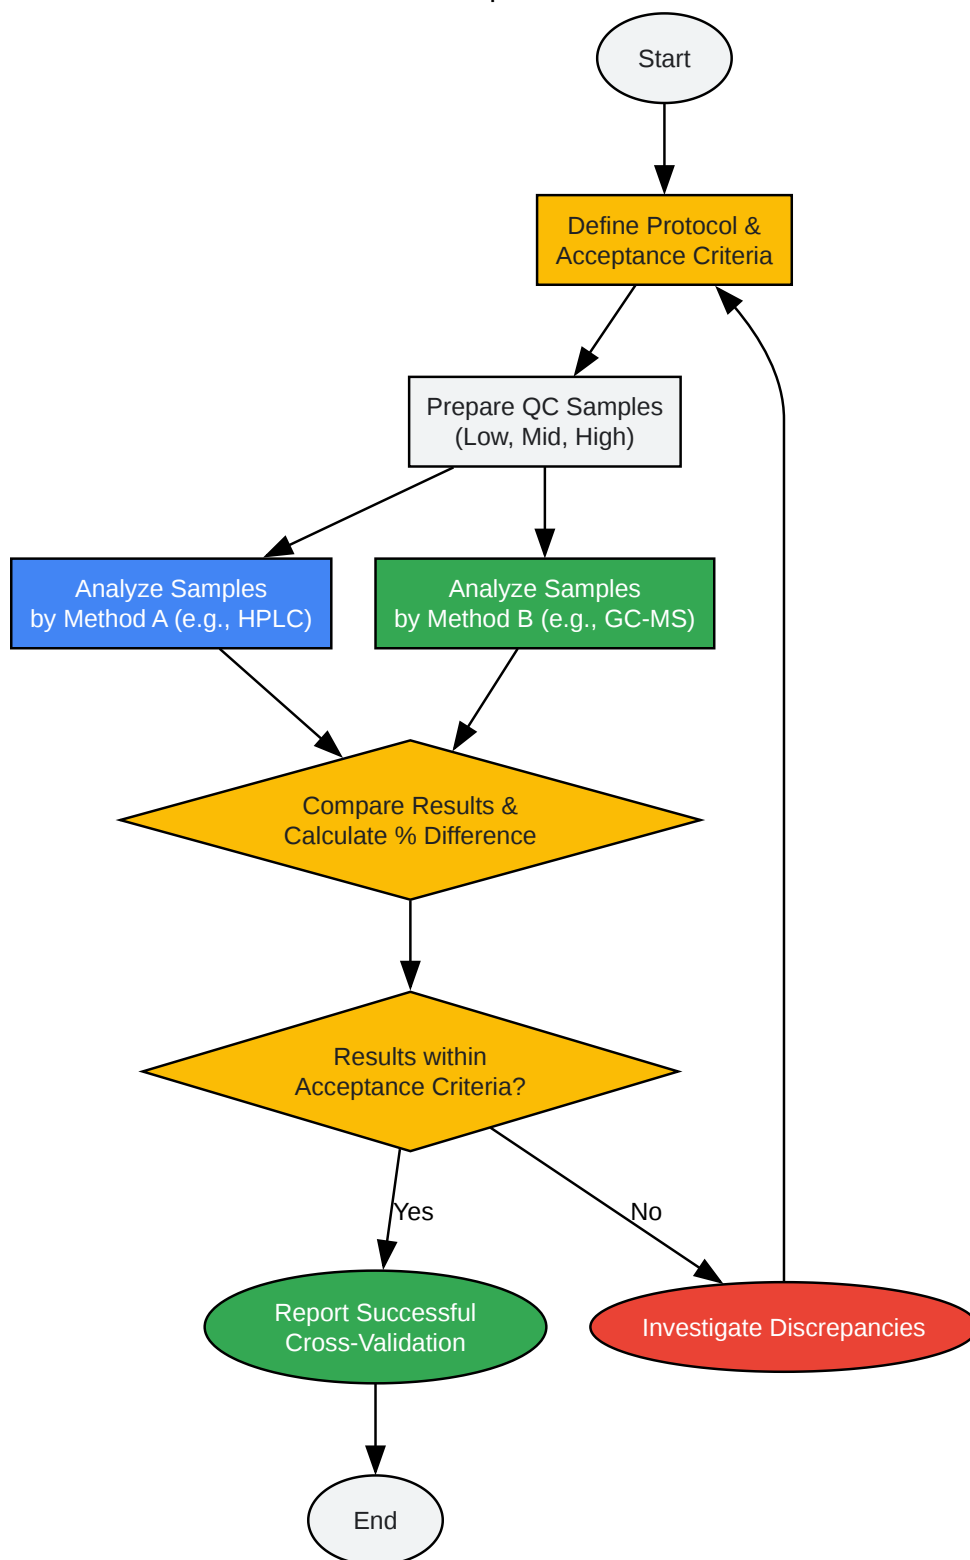 Start
Define Protocol &
Acceptance Criteria
Prepare QC Samples
(Low, Mid, High)
Analyze Samples
by Method A (e.g., HPLC)
Analyze Samples
by Method B (e.g., GC-MS)
Compare Results &
Calculate % Difference
Results within
Acceptance Criteria?
Yes
No
Report Successful
Cross-Validation
Investigate Discrepancies
End